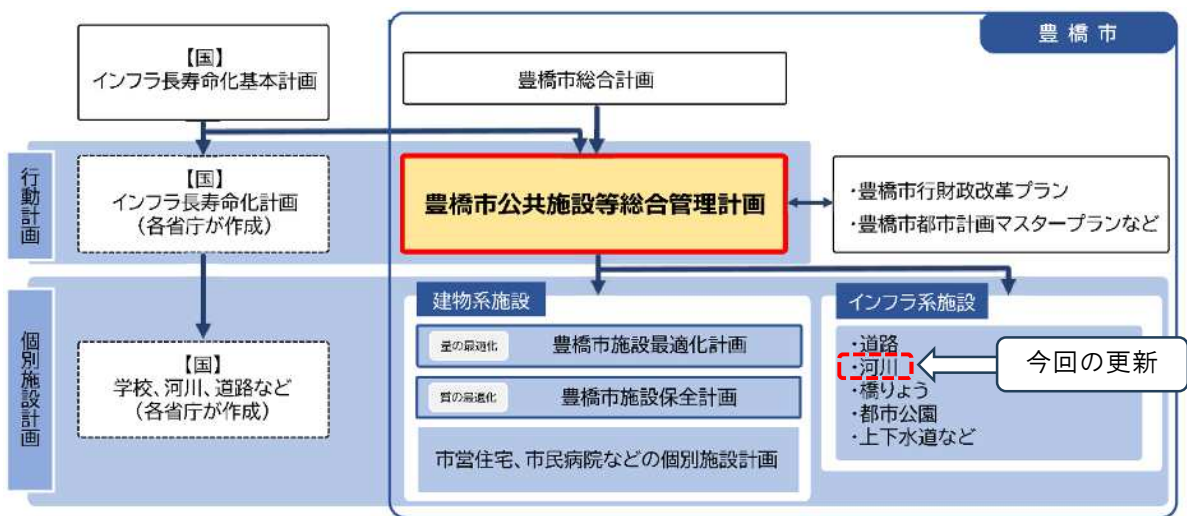 豊橋市
【国】
インフラ長寿命化基本計画
豊橋市総合計画
行動計画
【国】
インフラ長寿命化計画
(各省庁が作成)
豊橋市公共施設等総合管理計画
・豊橋市行財政改革プラン
・豊橋市都市計画マスタープランなど
個別施設計画
【国】
学校、河川、道路など
(各省庁が作成)
建物系施設
量の最適化
豊橋市施設最適化計画
質の最適化
豊橋市施設保全計画
市営住宅、市民病院などの個別施設計画
インフラ系施設
・道路
・河川
・橋りょう
・都市公園
・上下水道など
今回の更新